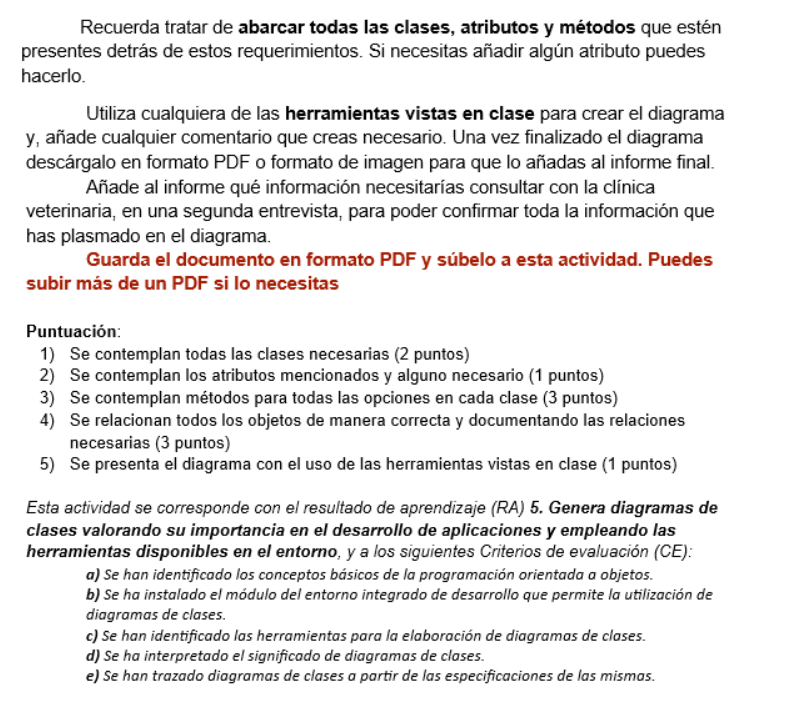 Recuerda tratar de abarcar todas las clases, atributos y métodos que estén
presentes detrás de estos requerimientos. Si necesitas añadir algún atributo puedes
hacerlo.
Utiliza cualquiera de las herramientas vistas en clase para crear el diagrama
y, añade cualquier comentario que creas necesario. Una vez finalizado el diagrama
descárgalo en formato PDF o formato de imagen para que lo añadas al informe final.
Añade al informe qué información necesitarías consultar con la clínica
veterinaria, en una segunda entrevista, para poder confirmar toda la información que
has plasmado en el diagrama.
Guarda el documento en formato PDF y súbelo a esta actividad. Puedes
subir más de un PDF si lo necesitas
Puntuación:
1) Se contemplan todas las clases necesarias (2 puntos)
2) Se contemplan los atributos mencionados y alguno necesario (1 puntos)
3) Se contemplan métodos para todas las opciones en cada clase (3 puntos)
4) Se relacionan todos los objetos de manera correcta y documentando las relaciones
necesarias (3 puntos)
5) Se presenta el diagrama con el uso de las herramientas vistas en clase (1 puntos)
Esta actividad se corresponde con el resultado de aprendizaje (RA) 5. Genera diagramas de
clases valorando su importancia en el desarrollo de aplicaciones y empleando las
herramientas disponibles en el entorno, y a los siguientes Criterios de evaluación (CE):
a) Se han identificado los conceptos básicos de la programación orientada a objetos.
b) Se ha instalado el módulo del entorno integrado de desarrollo que permite la utilización de
diagramas de clases.
c) Se han identificado las herramientas para la elaboración de diagramas de clases.
d) Se ha interpretado el significado de diagramas de clases.
e) Se han trazado diagramas de clases a partir de las especificaciones de las mismas.